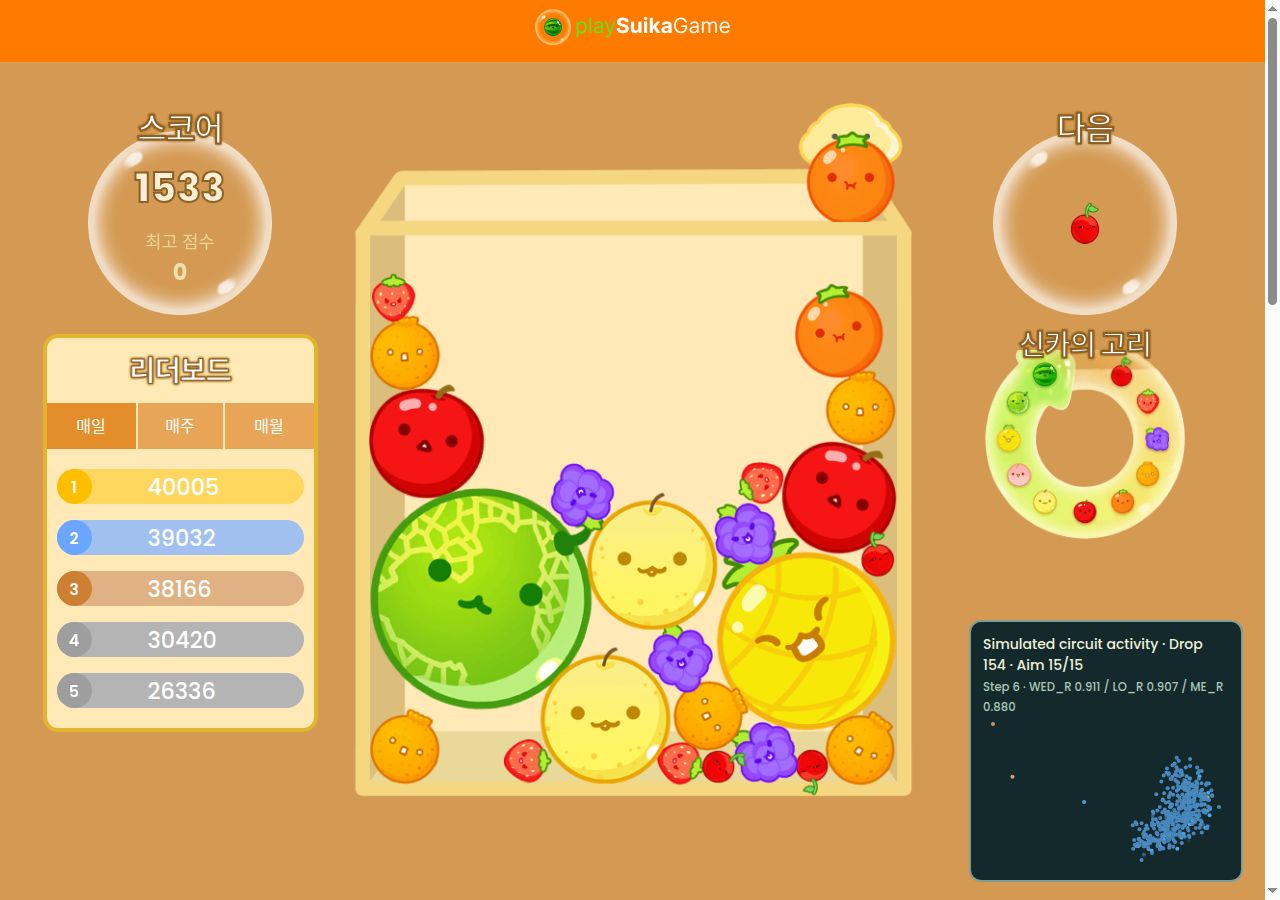 playSuikaGame
스코어
1533
최고 점수
0
다음
신카의 고리
리더보드
매일 매주 매월
1 40005
2 39032
3 38166
4 30420
5 26336
Simulated circuit activity · Drop
154 · Aim 15/15
Step 6 · WED_R 0.911 / LO_R 0.907 / ME_R
0.880